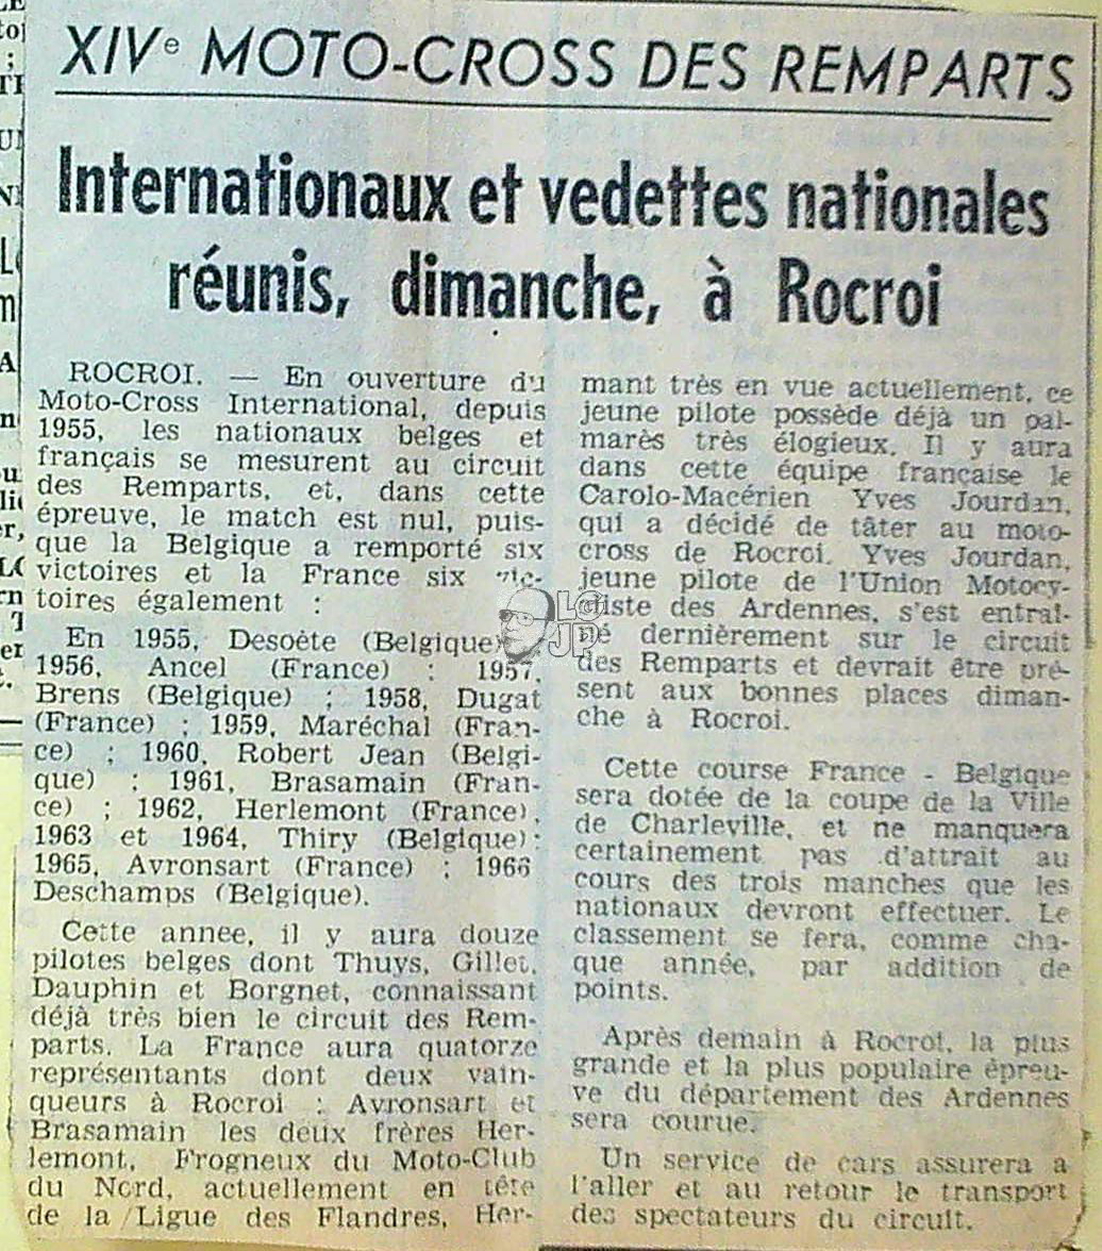 XIVe MOTO-CROSS DES REMPARTS
Internationaux et vedettes nationales
réunis, dimanche, à Rocroi
ROCROI. — En ouverture du
Moto-Cross International, depuis
1955, les nationaux belges et
français se mesurent au circuit
des Remparts, et, dans cette
épreuve, le match est nul, puis-
que la Belgique a remporté six
victoires et la France six vic-
toires également :
En 1955, Desoète (Belgique)
1956, Ancel (France) : 1957,
Brens (Belgique) ; 1958, Dugat
(France) ; 1959, Maréchal (Fran-
ce) ; 1960, Robert Jean (Belgi-
que) : 1961, Brasamain (Fran-
ce) ; 1962, Herlemont (France),
1963 et 1964, Thiry (Belgique) :
1965, Avronsart (France) ; 1966
Deschamps (Belgique).
Cette annee, il y aura douze
pilotes belges dont Thuys, Gillet,
Dauphin et Borgnet, connaissant
déjà très bien le circuit des Rem-
parts. La France aura quatorze
représentants dont deux vain-
queurs à Rocroi : Avronsart et
Brasamain les deux frères Her-
lemont, Frogneux du Moto-Club
du Nord, actuellement en tête
de la Ligue des Flandres, Her-
mant très en vue actuellement, ce
jeune pilote possède déjà un pal-
marès très élogieux. Il y aura
dans cette équipe française le
Carolo-Macérien Yves Jourdan,
qui a décidé de tâter au moto-
cross de Rocroi. Yves Jourdan,
jeune pilote de l'Union Motocy-
cliste des Ardennes, s'est entraî-
né dernièrement sur le circuit
des Remparts et devrait être pré-
sent aux bonnes places diman-
che à Rocroi.
Cette course France - Belgique
sera dotée de la coupe de la Ville
de Charleville, et ne manquera
certainement pas d'attrait au
cours des trois manches que les
nationaux devront effectuer. Le
classement se fera, comme cha-
que année, par addition de
points.
Après demain à Rocroi, la plus
grande et la plus populaire épreu-
ve du département des Ardennes
sera courue.
Un service de cars assurera a
l'aller et au retour le transport
des spectateurs du circuit.
LG
JP